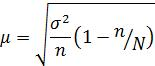 μ = √(σ²/n (1 − n/N))